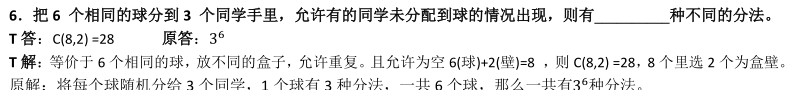 6. 把 6 个相同的球分到 3 个同学手里，允许有的同学未分配到球的情况出现，则有________种不同的分法。
T 答：C(8,2) =28 原答：3⁶
T 解：等价于 6 个相同的球，放不同的盒子，允许重复。且允许为空 6(球)+2(壁)=8 ，则 C(8,2) =28，8 个里选 2 个为盒壁。
原解：将每个球随机分给 3 个同学，1 个球有 3 种分法，一共 6 个球，那么一共有3⁶种分法。